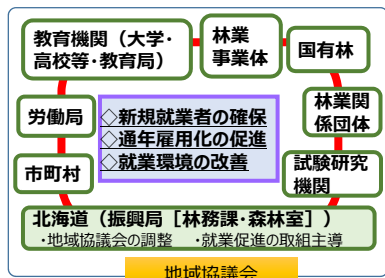 教育機関（大学・
高校等・教育局）
林業
事業体
国有林
労働局
◇新規就業者の確保
◇通年雇用化の促進
◇就業環境の改善
林業関
係団体
市町村
試験研究
機関
北海道（振興局［林務課・森林室］）
・地域協議会の調整　・就業促進の取組主導
地域協議会